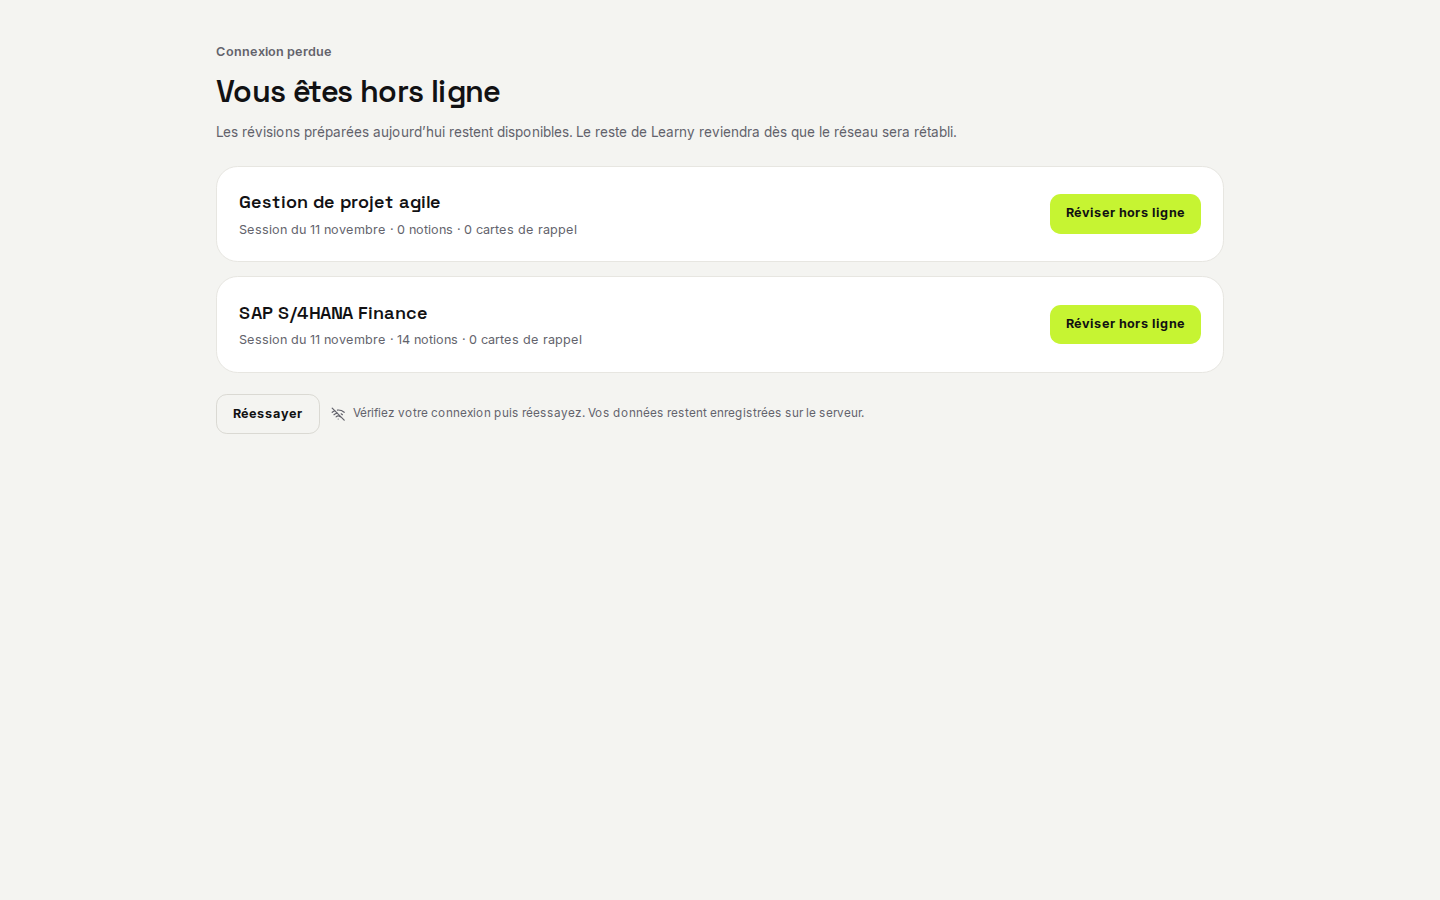 Connexion perdue
Vous êtes hors ligne
Les révisions préparées aujourd’hui restent disponibles. Le reste de Learny reviendra dès que le réseau sera rétabli.
Gestion de projet agile
Session du 11 novembre · 0 notions · 0 cartes de rappel
Réviser hors ligne
SAP S/4HANA Finance
Session du 11 novembre · 14 notions · 0 cartes de rappel
Réviser hors ligne
Réessayer
Vérifiez votre connexion puis réessayez. Vos données restent enregistrées sur le serveur.